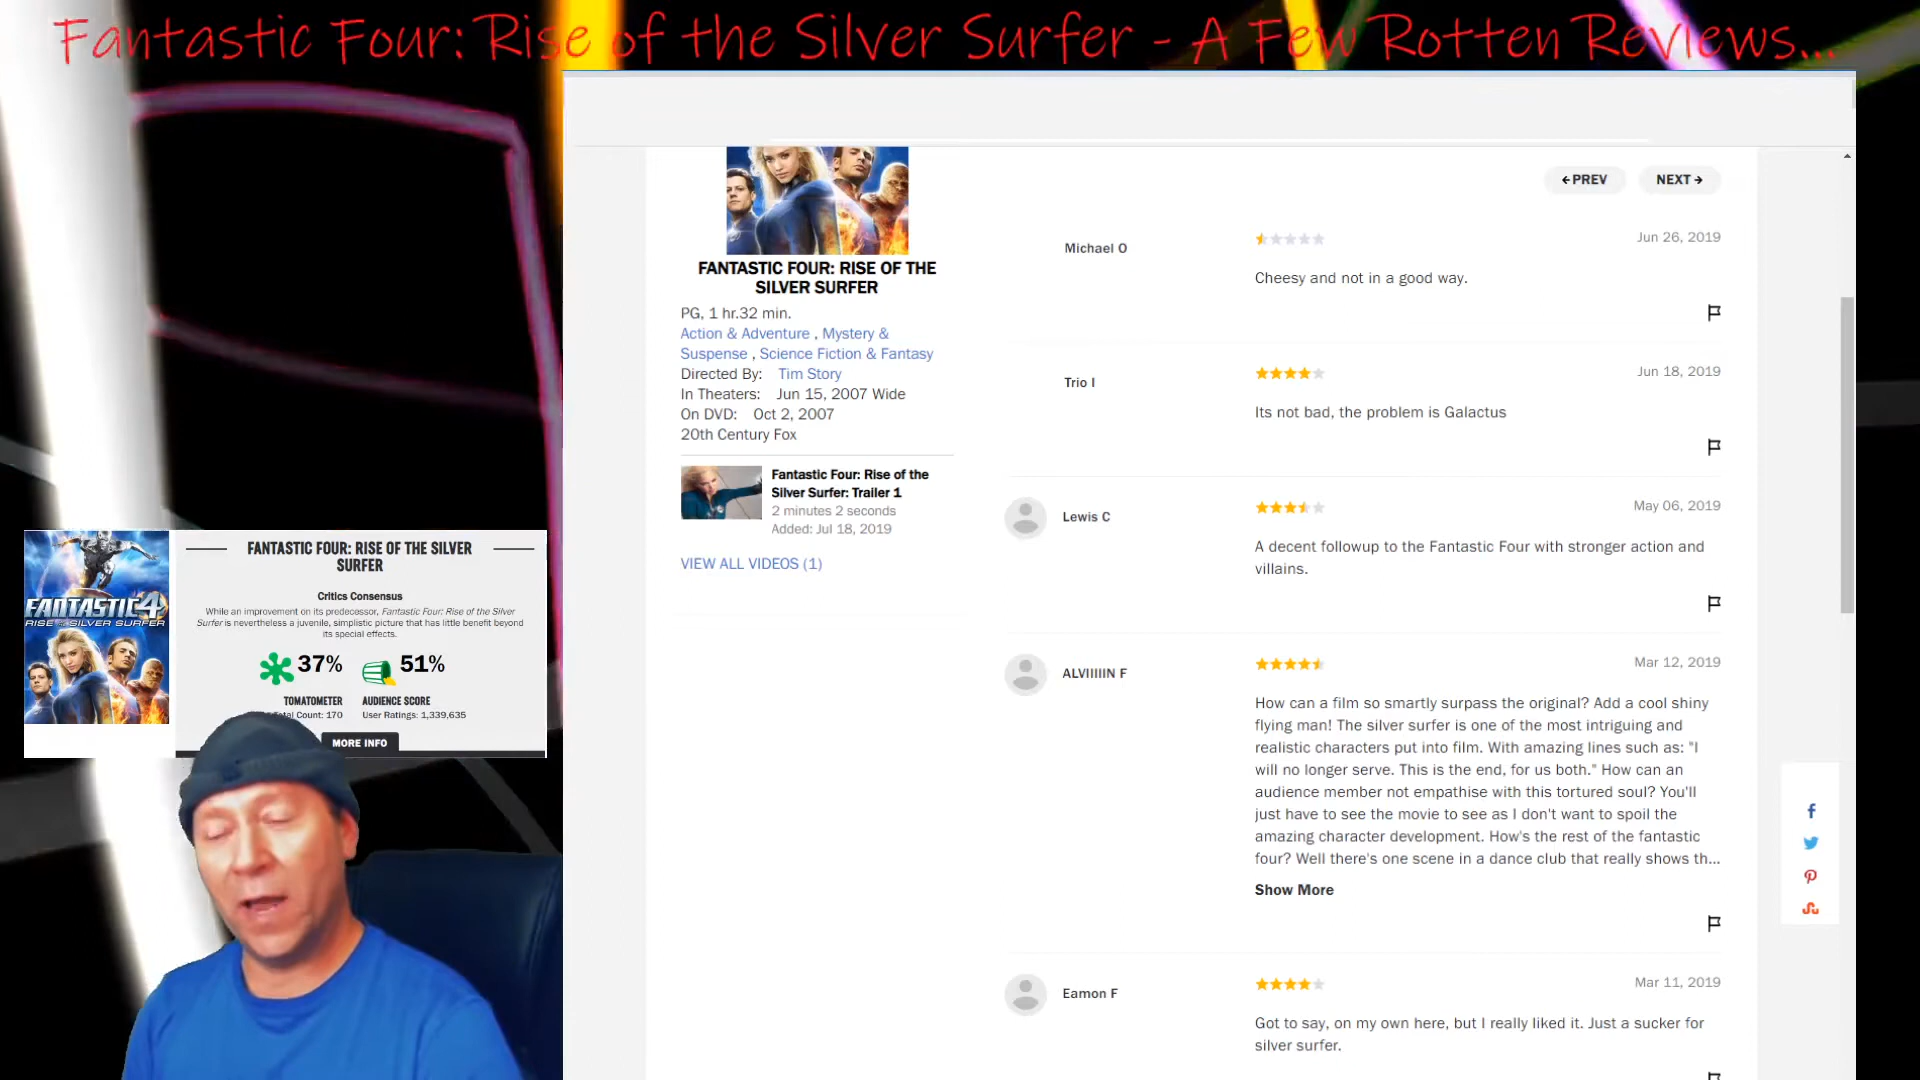 Fantastic Four: Rise of the Silver Surfer - A Few Rotten Reviews...
← PREV
NEXT →
FANTASTIC FOUR: RISE OF THE
SILVER SURFER
PG, 1 hr.32 min.
Action & Adventure , Mystery &
Suspense , Science Fiction & Fantasy
Directed By: Tim Story
In Theaters: Jun 15, 2007 Wide
On DVD: Oct 2, 2007
20th Century Fox
Fantastic Four: Rise of the
Silver Surfer: Trailer 1
2 minutes 2 seconds
Added: Jul 18, 2019
VIEW ALL VIDEOS (1)
Michael O
Jun 26, 2019
Cheesy and not in a good way.
Trio I
Jun 18, 2019
Its not bad, the problem is Galactus
Lewis C
May 06, 2019
A decent followup to the Fantastic Four with stronger action and
villains.
ALVIIIIIN F
Mar 12, 2019
How can a film so smartly surpass the original? Add a cool shiny
flying man! The silver surfer is one of the most intriguing and
realistic characters put into film. With amazing lines such as: "I
will no longer serve. This is the end, for us both." How can an
audience member not empathise with this tortured soul? You'll
just have to see the movie to see as I don't want to spoil the
amazing character development. How's the rest of the fantastic
four? Well there's one scene in a dance club that really shows th...
Show More
Eamon F
Mar 11, 2019
Got to say, on my own here, but I really liked it. Just a sucker for
silver surfer.
FANTASTIC 4
RISE OF THE SILVER SURFER
FANTASTIC FOUR: RISE OF THE SILVER
SURFER
Critics Consensus
While an improvement on its predecessor, Fantastic Four: Rise of the Silver
Surfer is nevertheless a juvenile, simplistic picture that has little benefit beyond
its special effects.
37%
51%
TOMATOMETER
AUDIENCE SCORE
Total Count: 170
User Ratings: 1,339,635
MORE INFO